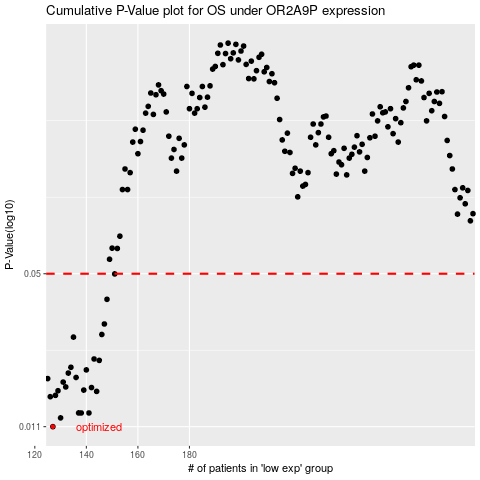 Cumulative P-Value plot for OS under OR2A9P expression
P-Value(log10)
0.05
0.011
optimized
120 140 160 180
# of patients in 'low exp' group